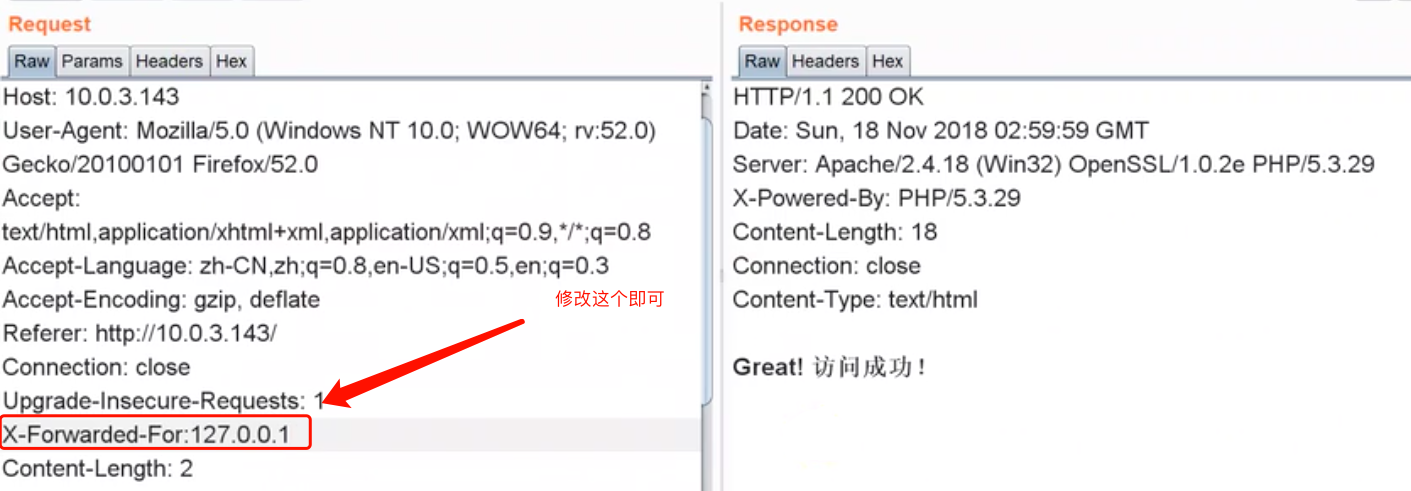 Request
Raw Params Headers Hex
Host: 10.0.3.143
User-Agent: Mozilla/5.0 (Windows NT 10.0; WOW64; rv:52.0)
Gecko/20100101 Firefox/52.0
Accept:
text/html,application/xhtml+xml,application/xml;q=0.9,*/*;q=0.8
Accept-Language: zh-CN,zh;q=0.8,en-US;q=0.5,en;q=0.3
Accept-Encoding: gzip, deflate
修改这个即可
Referer: http://10.0.3.143/
Connection: close
Upgrade-Insecure-Requests: 1
X-Forwarded-For:127.0.0.1
Content-Length: 2
Response
Raw Headers Hex
HTTP/1.1 200 OK
Date: Sun, 18 Nov 2018 02:59:59 GMT
Server: Apache/2.4.18 (Win32) OpenSSL/1.0.2e PHP/5.3.29
X-Powered-By: PHP/5.3.29
Content-Length: 18
Connection: close
Content-Type: text/html
Great! 访问成功！